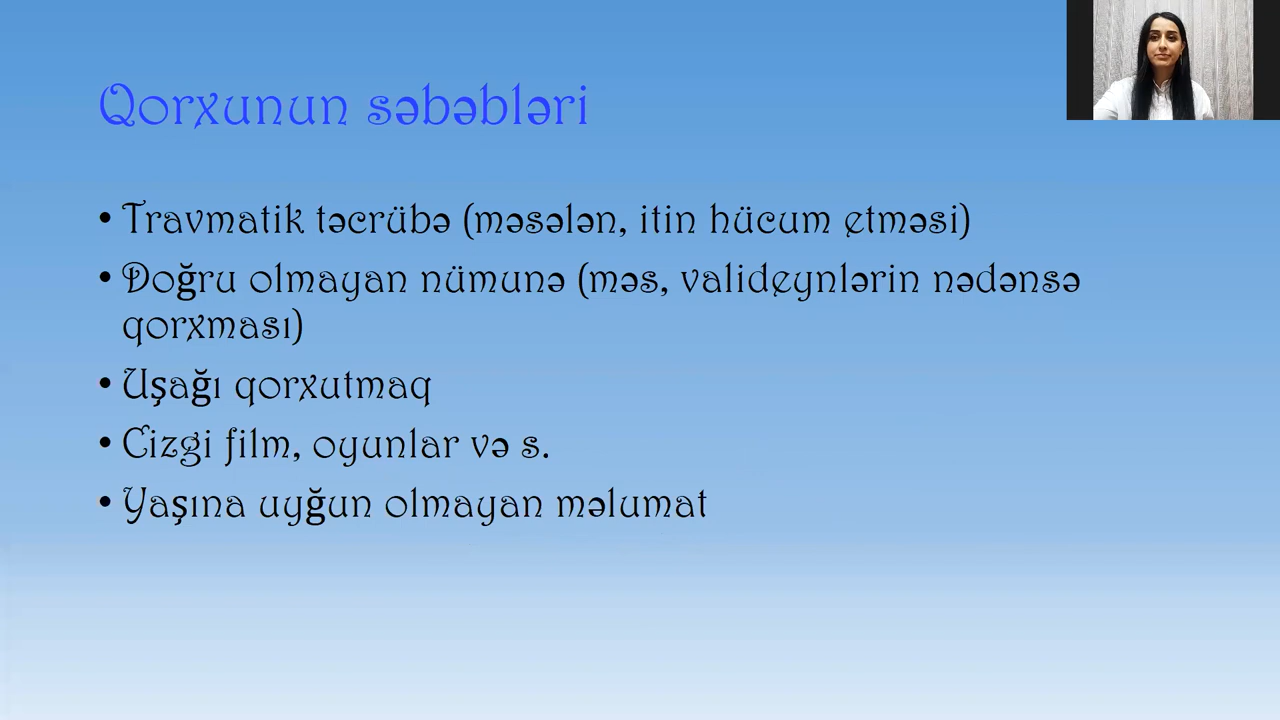 Qorxunun səbəbləri
• Travmatik təcrübə (məsələn, itin hücum etməsi)
• Doğru olmayan nümunə (məs, valideynlərin nədənsə
qorxması)
• Uşağı qorxutmaq
• Cizgi film, oyunlar və s.
• Yaşına uyğun olmayan məlumat